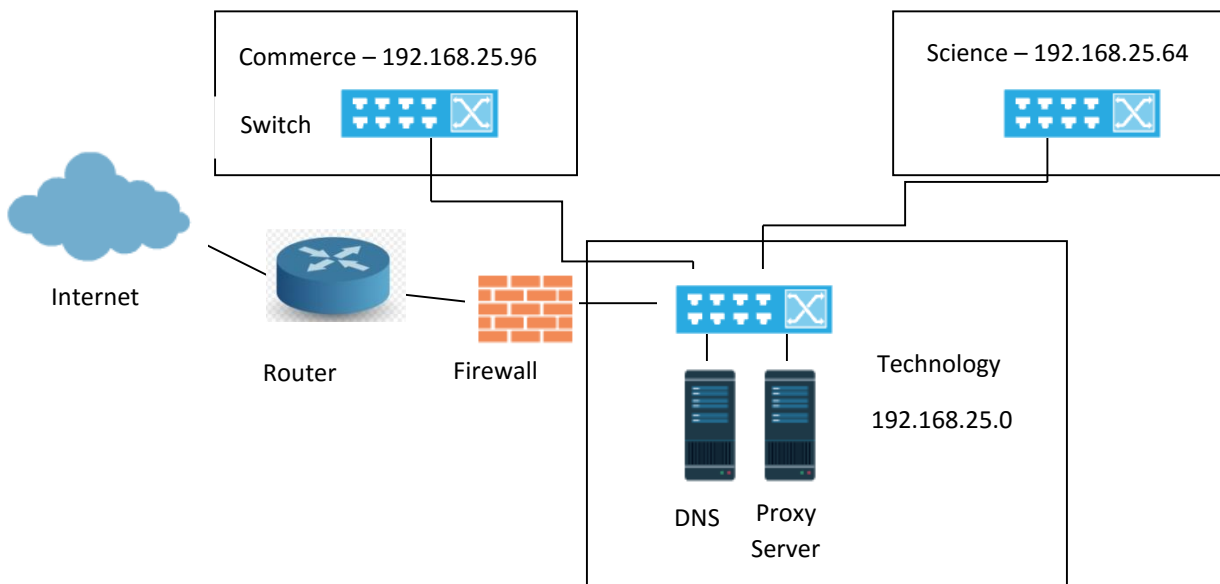 Commerce – 192.168.25.96
Switch
Science – 192.168.25.64
Internet
Router
Firewall
Technology
192.168.25.0
DNS
Proxy
Server